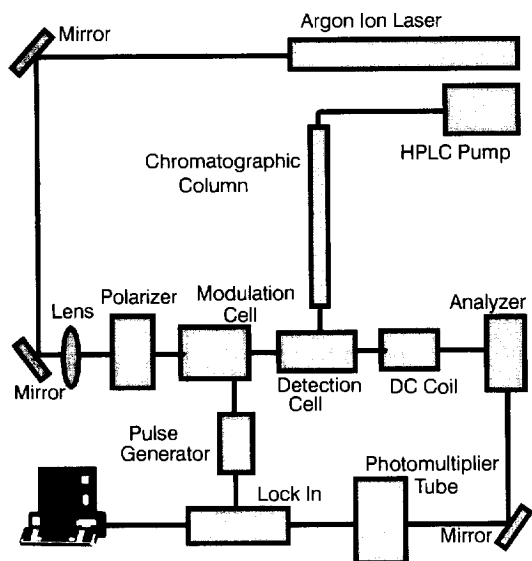 Mirror
Argon Ion Laser
HPLC Pump
Chromatographic
Column
Lens
Polarizer
Modulation
Cell
Analyzer
Mirror
Detection
Cell
DC Coil
Pulse
Generator
Photomultiplier
Tube
Lock In
Mirror